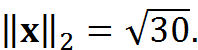 ‖𝐱‖₂ = √30.